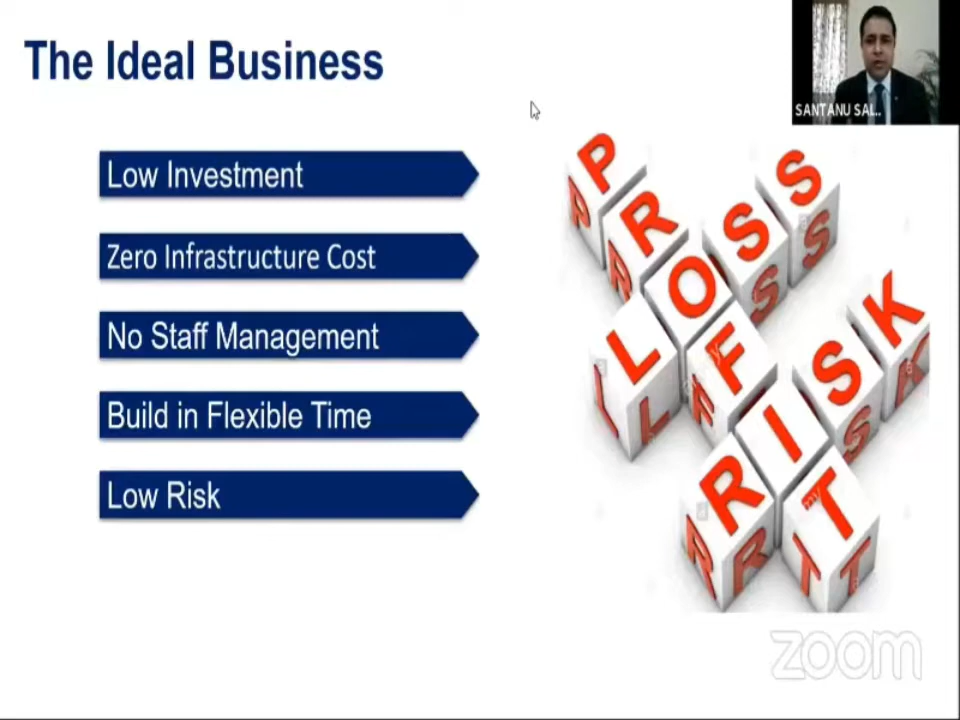 The Ideal Business
SANTANU SAL..
Low Investment
Zero Infrastructure Cost
No Staff Management
Build in Flexible Time
Low Risk
PROFIT
LOSS
RISK
zoom